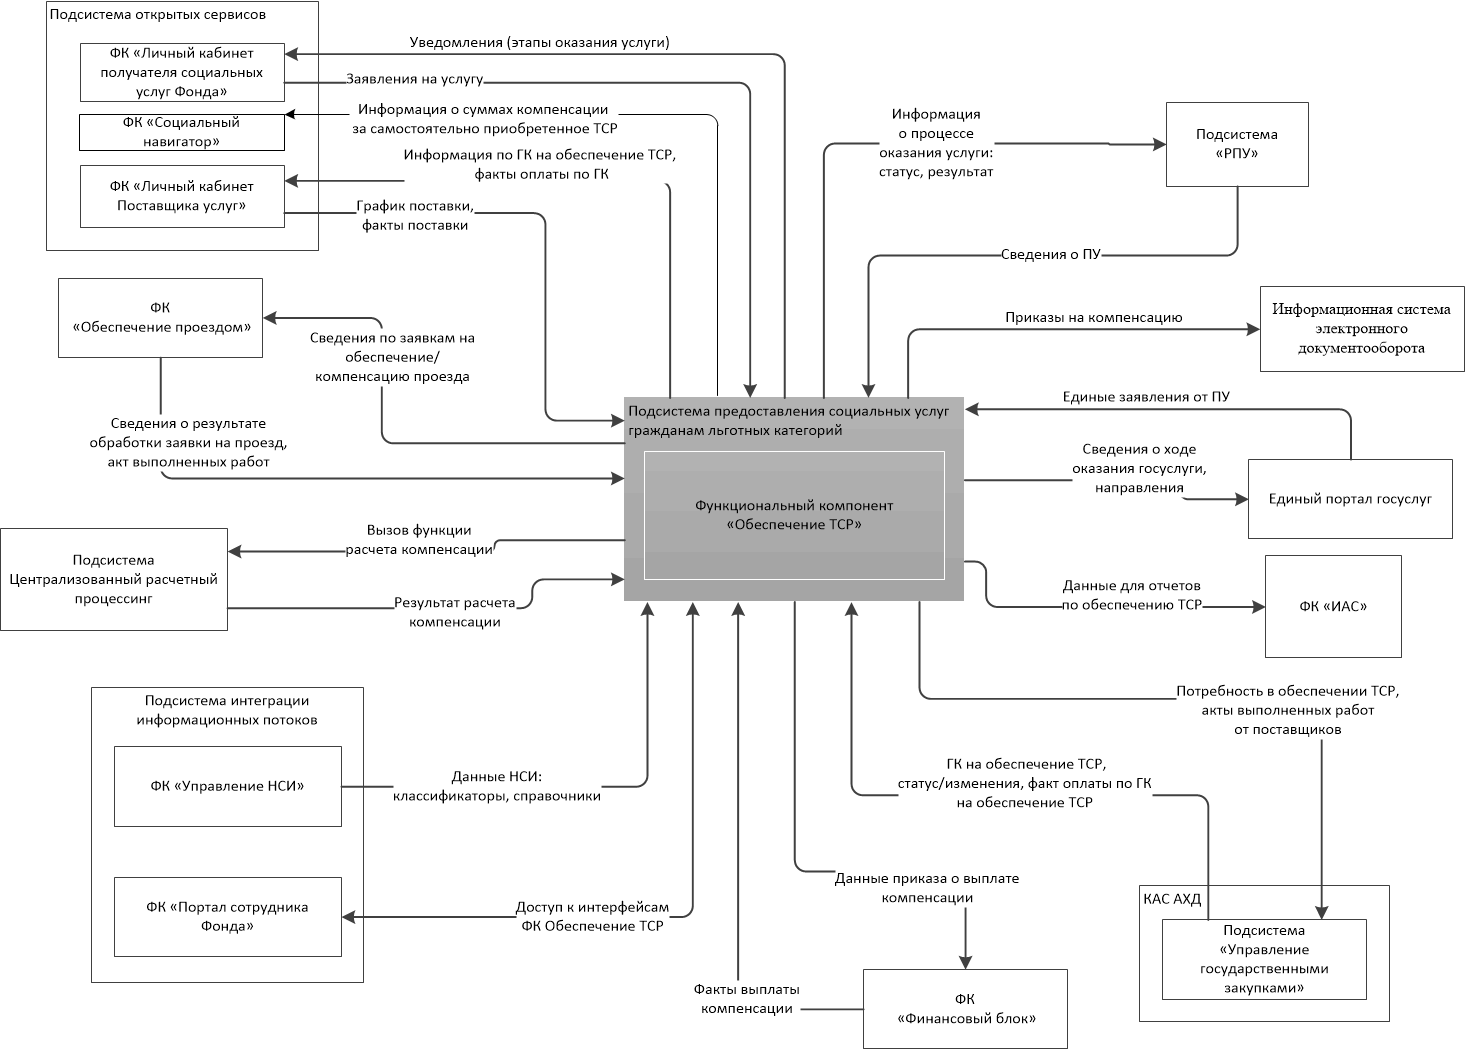 Подсистема открытых сервисов
ФК «Личный кабинет
получателя социальных
услуг Фонда»
ФК «Социальный
навигатор»
ФК «Личный кабинет
Поставщика услуг»
Уведомления (этапы оказания услуги)
Заявления на услугу
Информация о суммах компенсации
за самостоятельно приобретенное ТСР
Информация по ГК на обеспечение ТСР,
факты оплаты по ГК
График поставки,
факты поставки
Информация
о процессе
оказания услуги:
статус, результат
Подсистема
«РПУ»
Сведения о ПУ
ФК
«Обеспечение проездом»
Сведения по заявкам на
обеспечение/
компенсацию проезда
Приказы на компенсацию
Информационная система
электронного
документооборота
Сведения о результате
обработки заявки на проезд,
акт выполненных работ
Подсистема предоставления социальных услуг
гражданам льготных категорий
Функциональный компонент
«Обеспечение ТСР»
Единые заявления от ПУ
Сведения о ходе
оказания госуслуги,
направления
Единый портал госуслуг
Вызов функции
расчета компенсации
Подсистема
Централизованный расчетный
процессинг
Результат расчета
компенсации
Данные для отчетов
по обеспечению ТСР
ФК «ИАС»
Подсистема интеграции
информационных потоков
ФК «Управление НСИ»
Данные НСИ:
классификаторы, справочники
ФК «Портал сотрудника
Фонда»
Доступ к интерфейсам
ФК Обеспечение ТСР
Потребность в обеспечении ТСР,
акты выполненных работ
от поставщиков
ГК на обеспечение ТСР,
статус/изменения, факт оплаты по ГК
на обеспечение ТСР
Данные приказа о выплате
компенсации
Факты выплаты
компенсации
ФК
«Финансовый блок»
КАС АХД
Подсистема
«Управление
государственными
закупками»